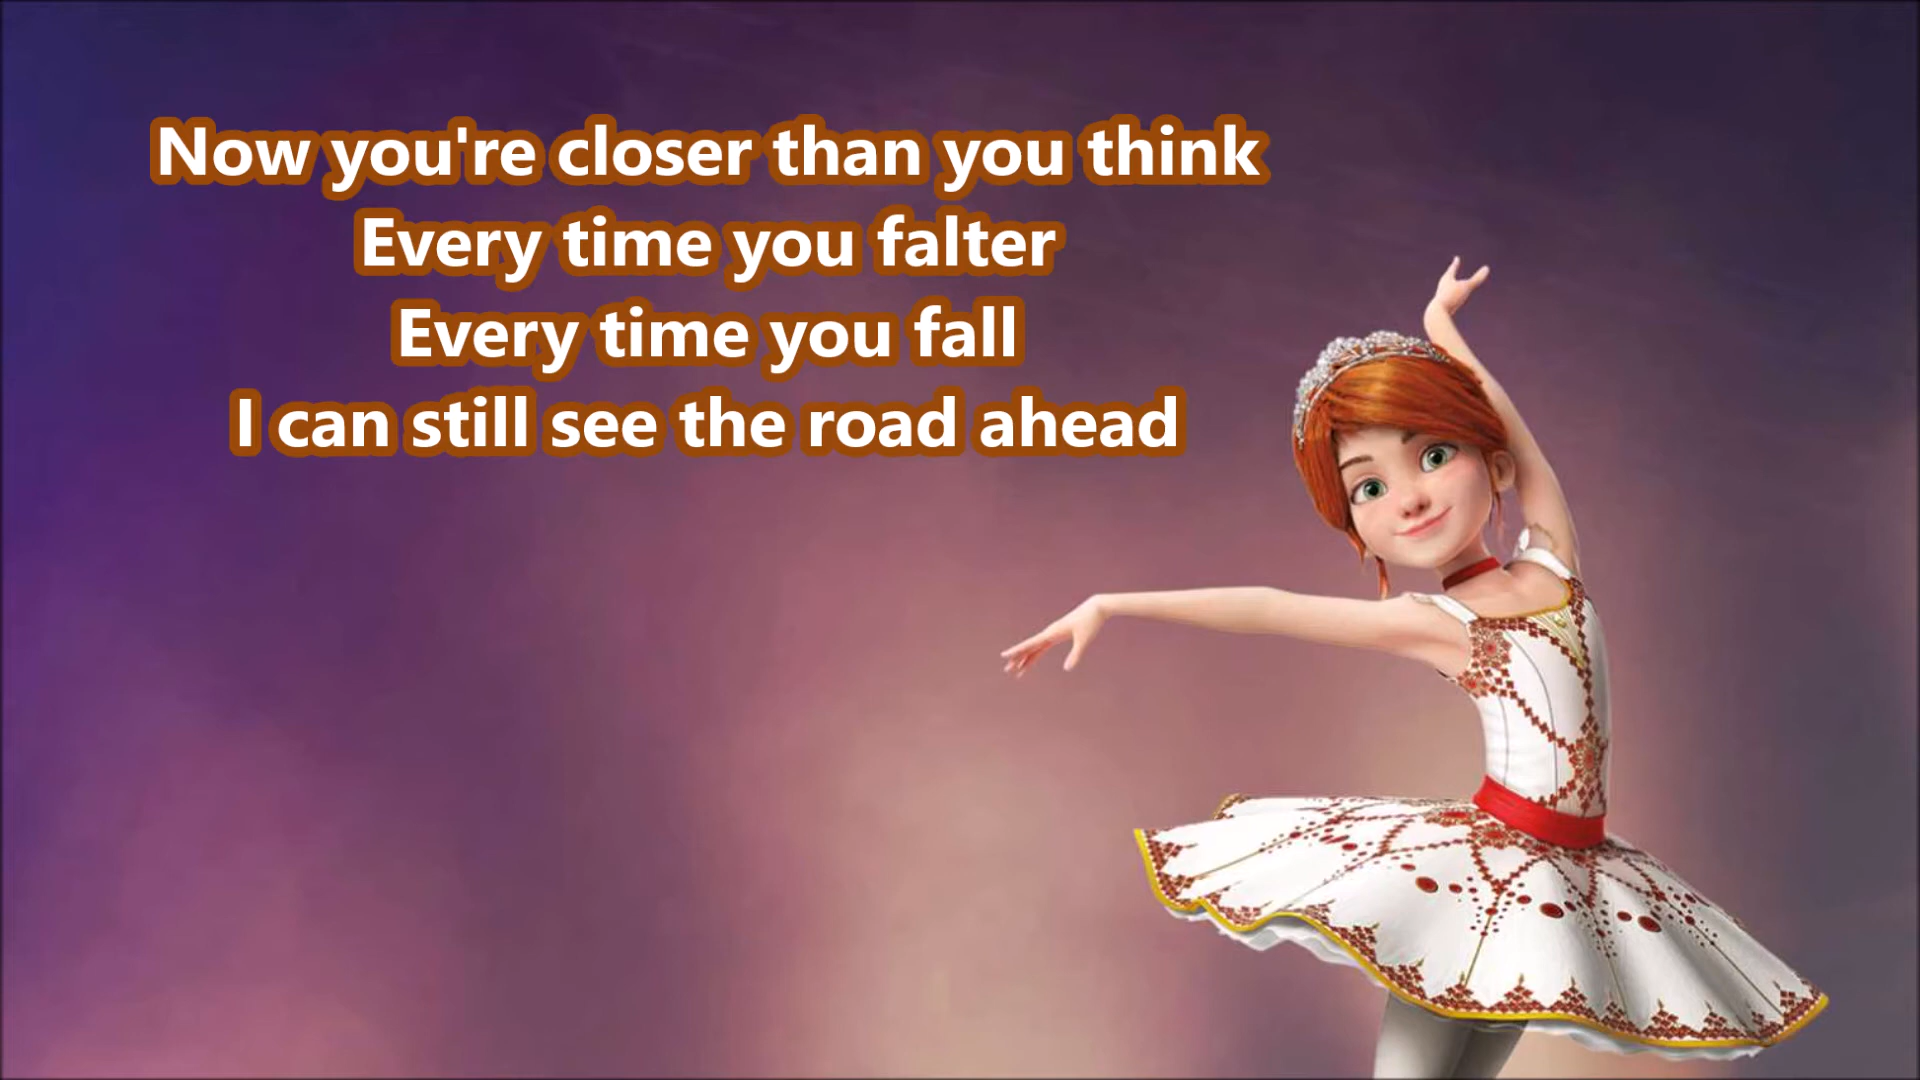 Now you're closer than you think
Every time you falter
Every time you fall
I can still see the road ahead